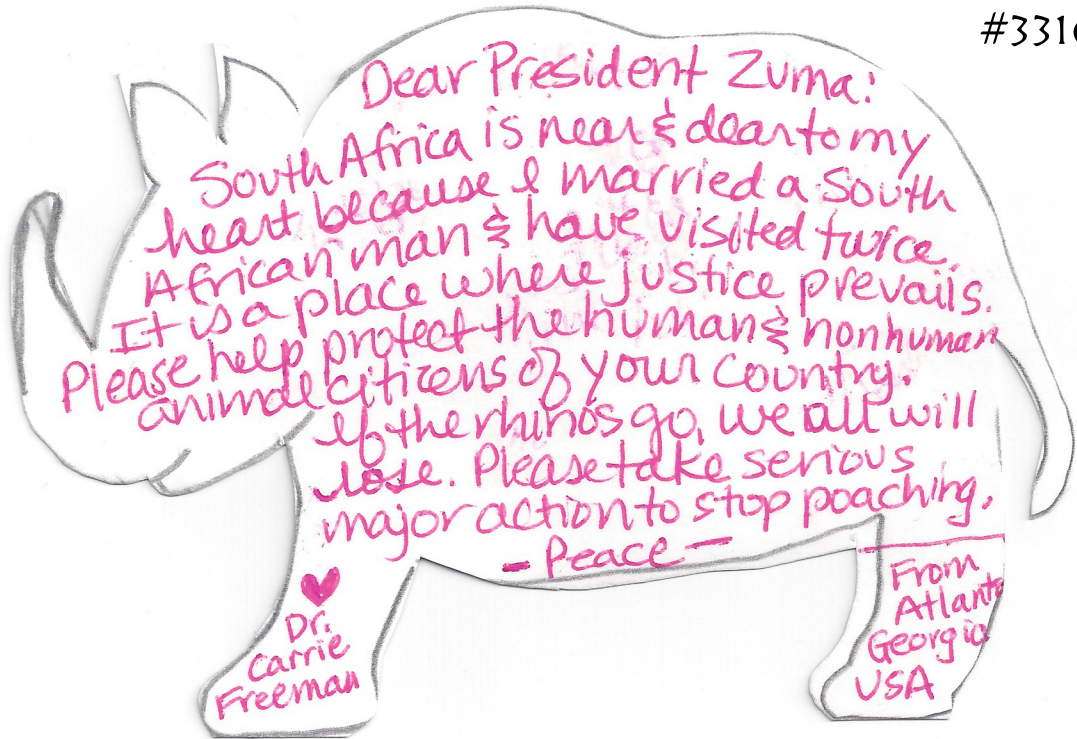 #3316
Dear President Zuma:
South Africa is near & dear to my
heart because I married a South
African man & have visited twice.
It is a place where justice prevails.
Please help protect the human & nonhuman
animal citizens of your country.
If the rhinos go, we all will
lose. Please take serious
major action to stop poaching.
- Peace -
♥
Dr.
Carrie
Freeman
From
Atlanta
Georgia
USA